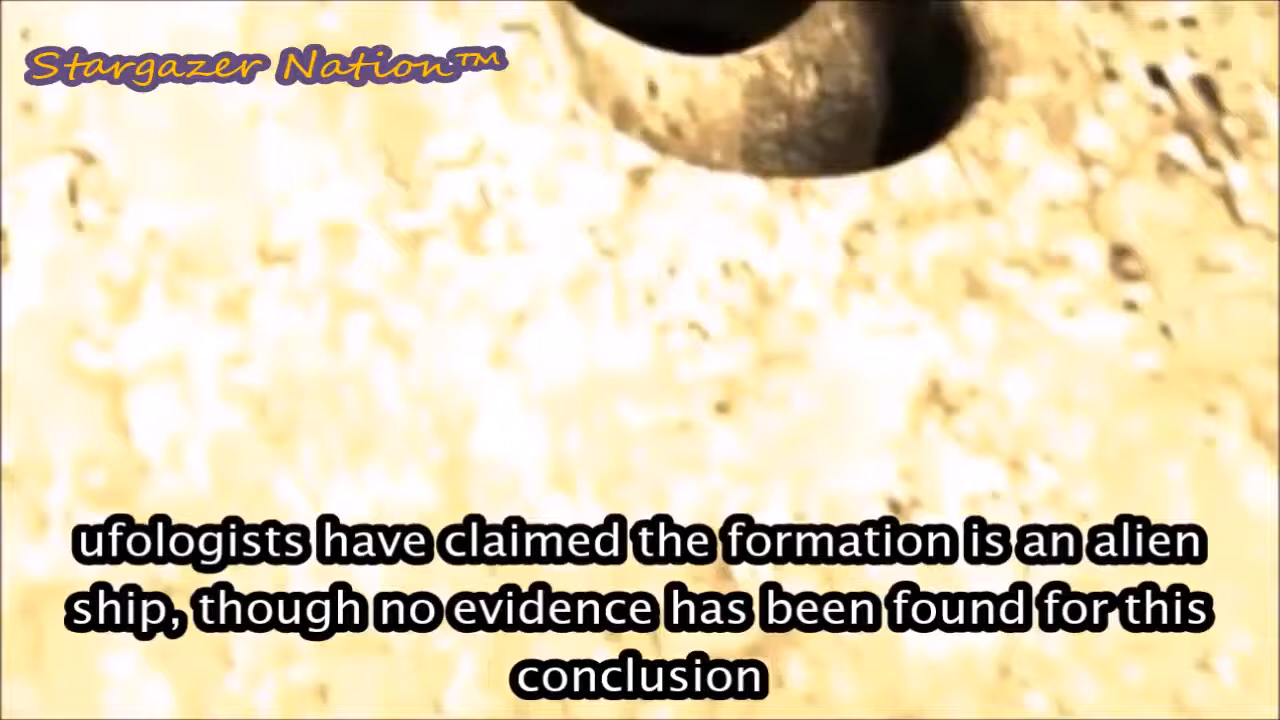 Stargazer Nation™
ufologists have claimed the formation is an alien
ship, though no evidence has been found for this
conclusion